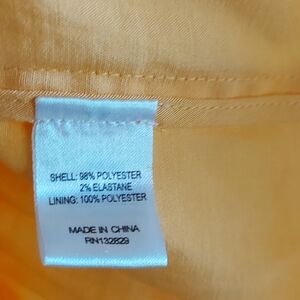 SHELL: 98% POLYESTER
2% ELASTANE
LINING: 100% POLYESTER
MADE IN CHINA
RN132829